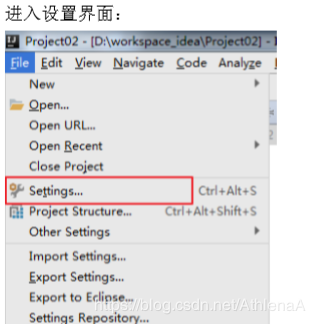 进入设置界面：
Project02 - [D:\workspace_idea\Project02] - I
File Edit View Navigate Code Analyze
New
Open...
Open URL...
Open Recent
Close Project
Settings... Ctrl+Alt+S
Project Structure... Ctrl+Alt+Shift+S
Other Settings
Import Settings...
Export Settings...
Export to Eclipse...
Settings Repository...
https://blog.csdn.net/AthlenaA